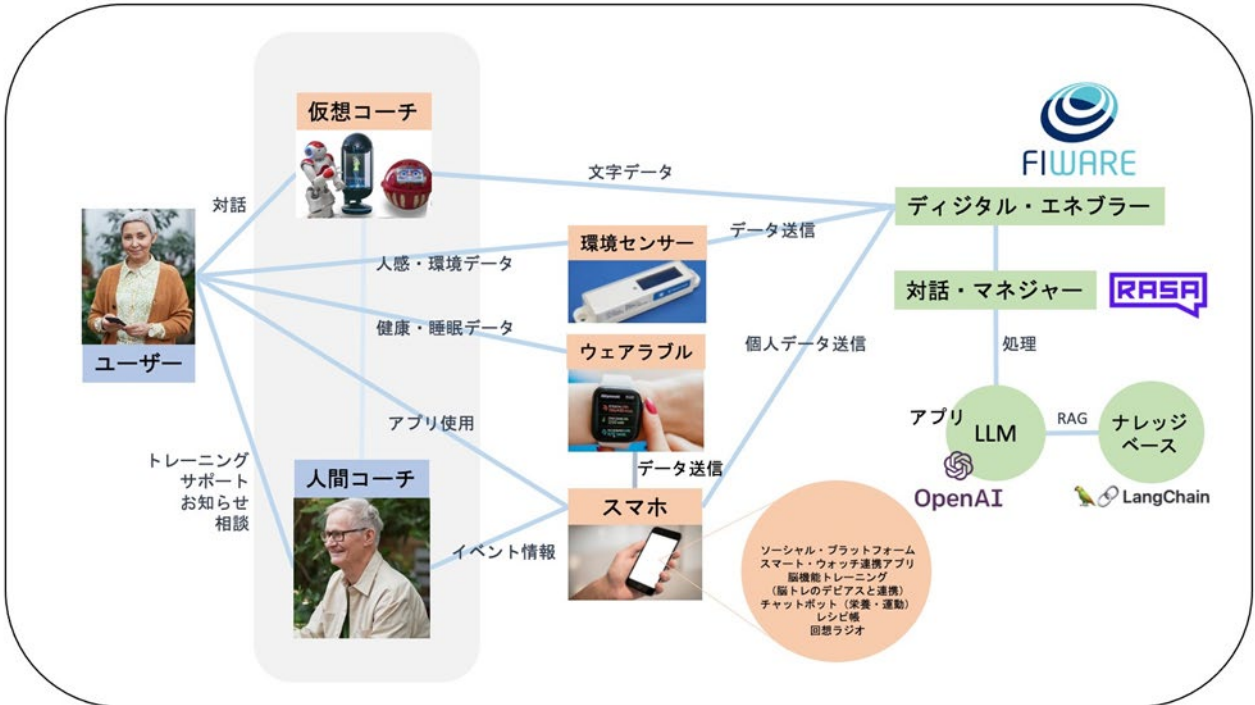 仮想コーチ
FIWARE
文字データ
ディジタル・エネブラー
対話
データ送信
環境センサー
人感・環境データ
対話・マネジャー
RASA
健康・睡眠データ
ウェアラブル
個人データ送信
処理
ユーザー
アプリ使用
アプリ
LLM
RAG
ナレッジ
ベース
トレーニング
サポート
お知らせ
相談
人間コーチ
データ送信
スマホ
OpenAI
LangChain
イベント情報
ソーシャル・プラットフォーム
スマート・ウォッチ連携アプリ
脳機能トレーニング
（脳トレのデビアスと連携）
チャットボット（栄養・運動）
レシピ帳
回想ラジオ